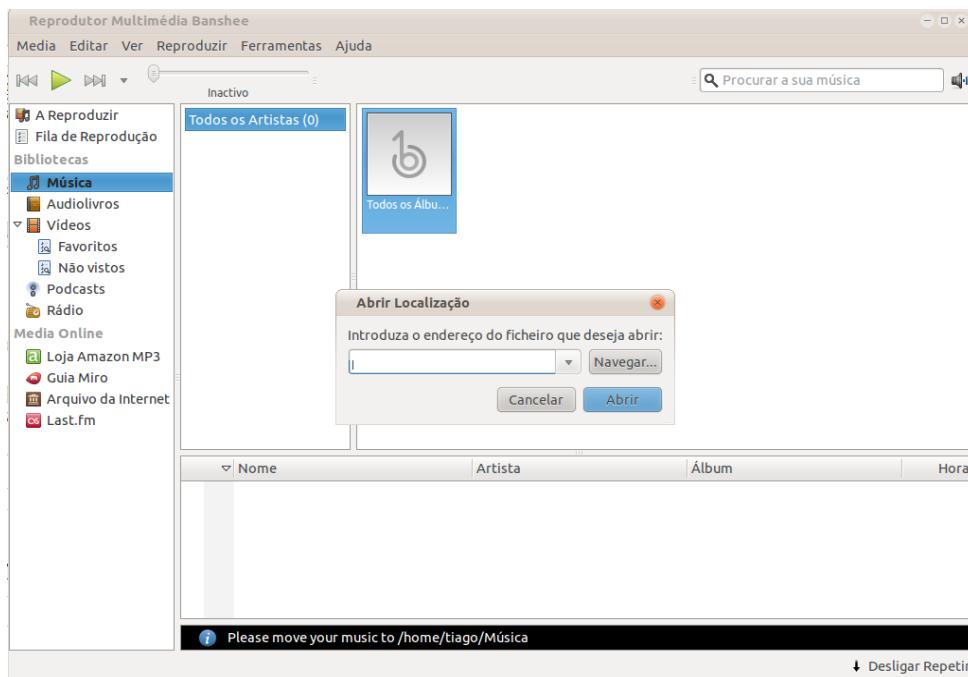 Reprodutor Multimédia Banshee
Media Editar Ver Reproduzir Ferramentas Ajuda
Inactivo
Procurar a sua música
A Reproduzir
Fila de Reprodução
Bibliotecas
Música
Audiolivros
Vídeos
Favoritos
Não vistos
Podcasts
Rádio
Media Online
Loja Amazon MP3
Guia Miro
Arquivo da Internet
Last.fm
Todos os Artistas (0)
Todos os Álbu...
Abrir Localização
Introduza o endereço do ficheiro que deseja abrir:
Navegar...
Cancelar Abrir
Nome Artista Álbum Hora
Please move your music to /home/tiago/Música
Desligar Repetir